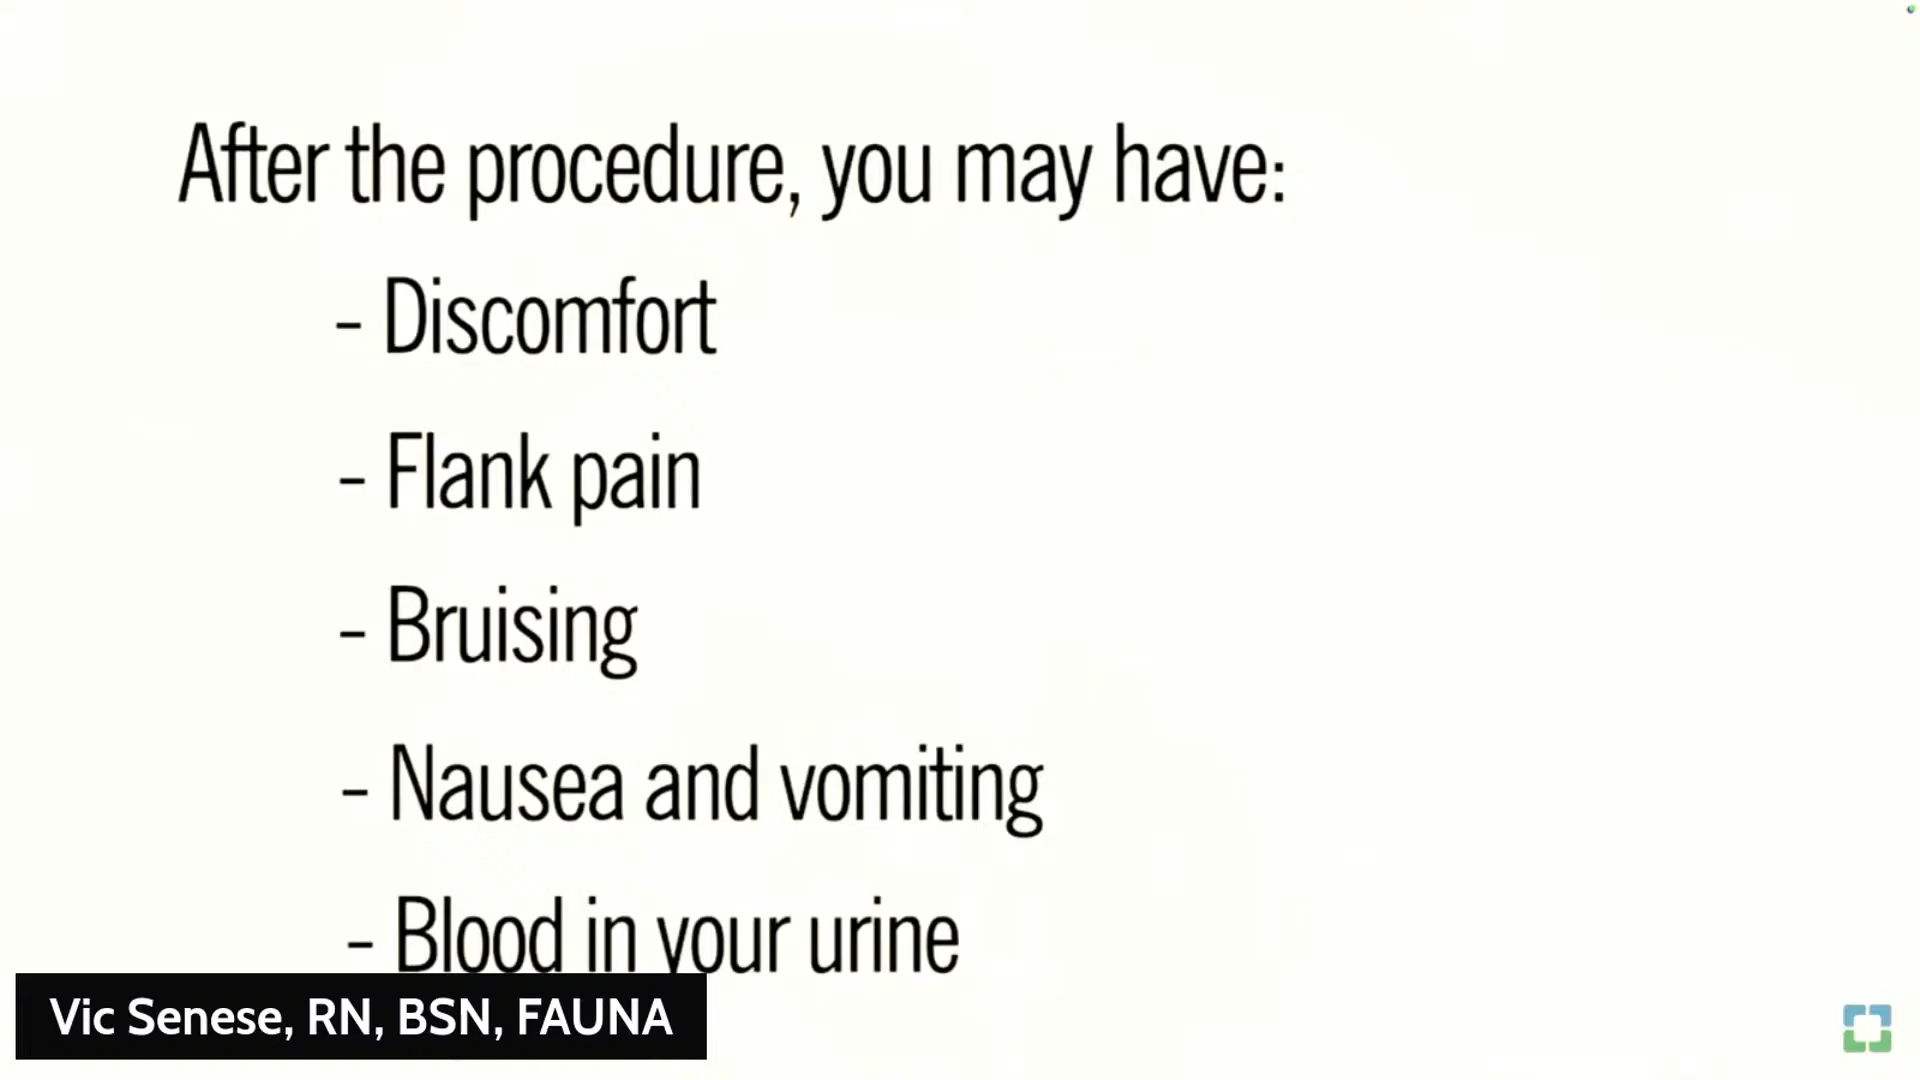 After the procedure, you may have:
- Discomfort
- Flank pain
- Bruising
- Nausea and vomiting
- Blood in your urine
Vic Senese, RN, BSN, FAUNA